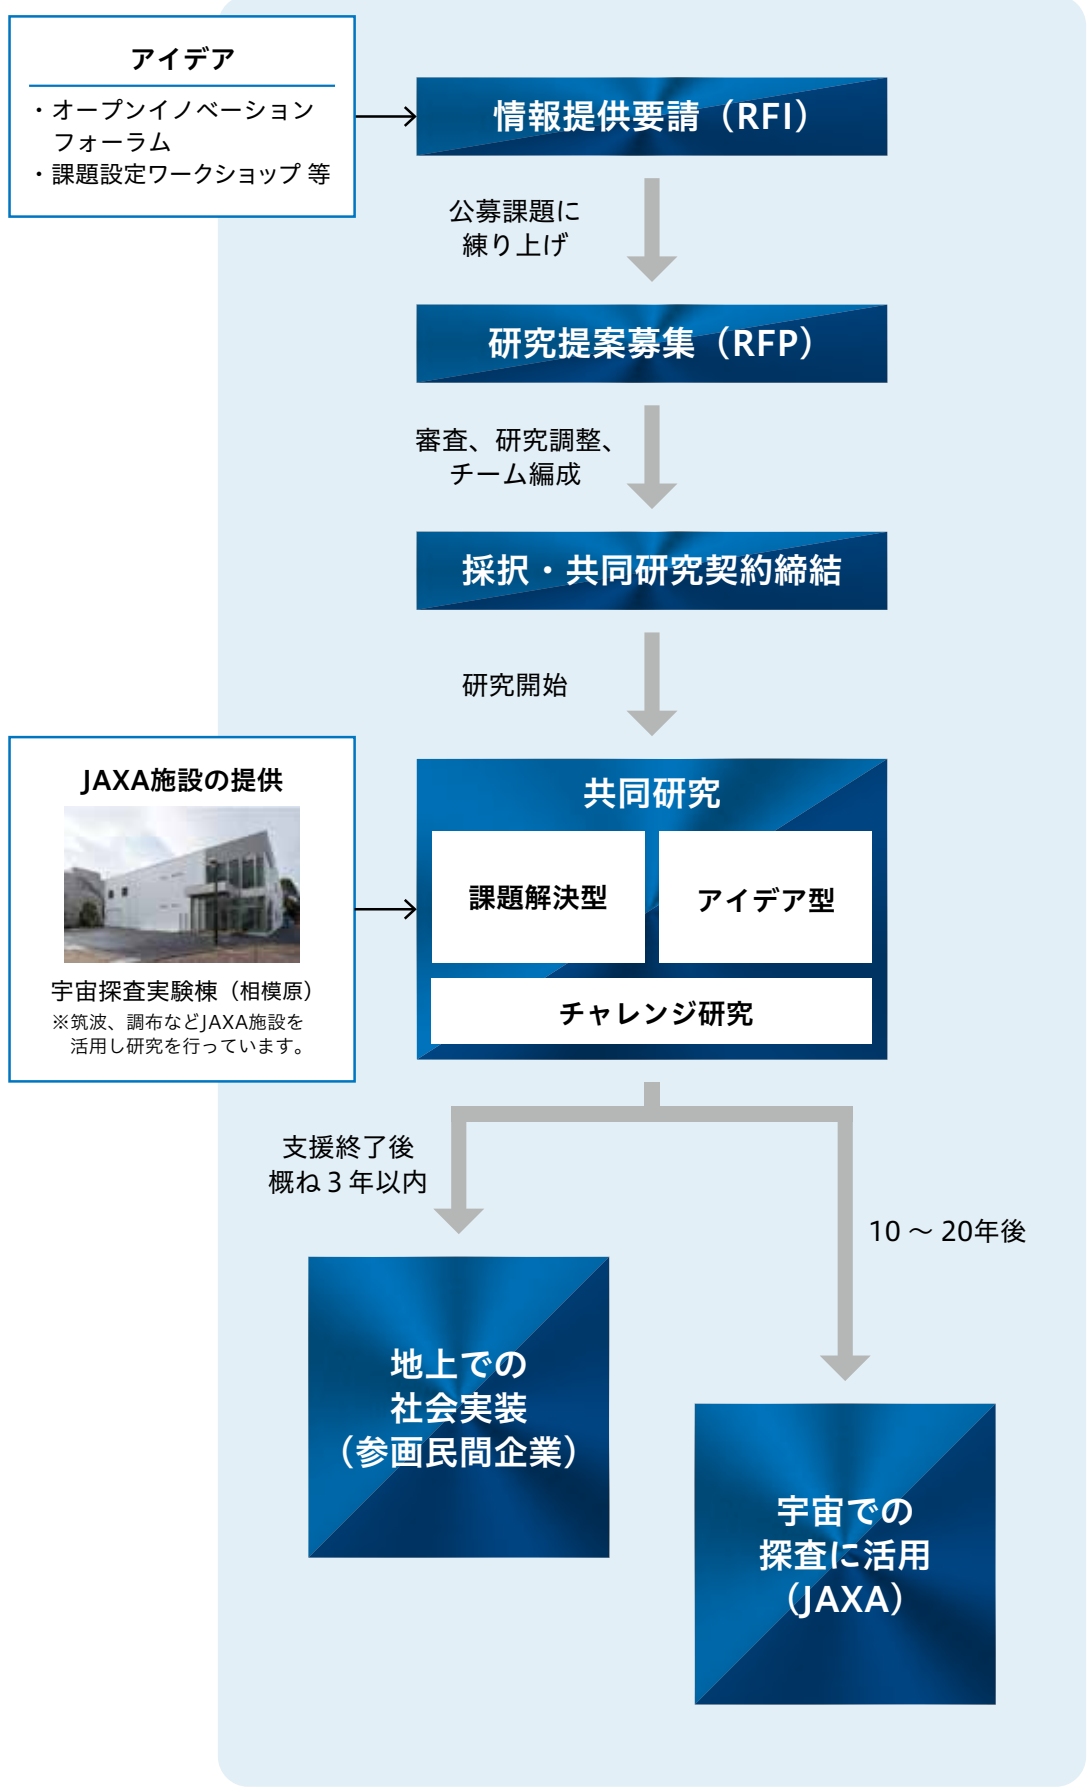 アイデア
・オープンイノベーション
フォーラム
・課題設定ワークショップ 等
情報提供要請（RFI）
公募課題に
練り上げ
研究提案募集（RFP）
審査、研究調整、
チーム編成
採択・共同研究契約締結
研究開始
JAXA施設の提供
宇宙探査実験棟（相模原）
※筑波、調布などJAXA施設を
活用し研究を行っています。
共同研究
課題解決型
アイデア型
チャレンジ研究
支援終了後
概ね３年以内
10 ～ 20年後
地上での
社会実装
（参画民間企業）
宇宙での
探査に活用
（JAXA）